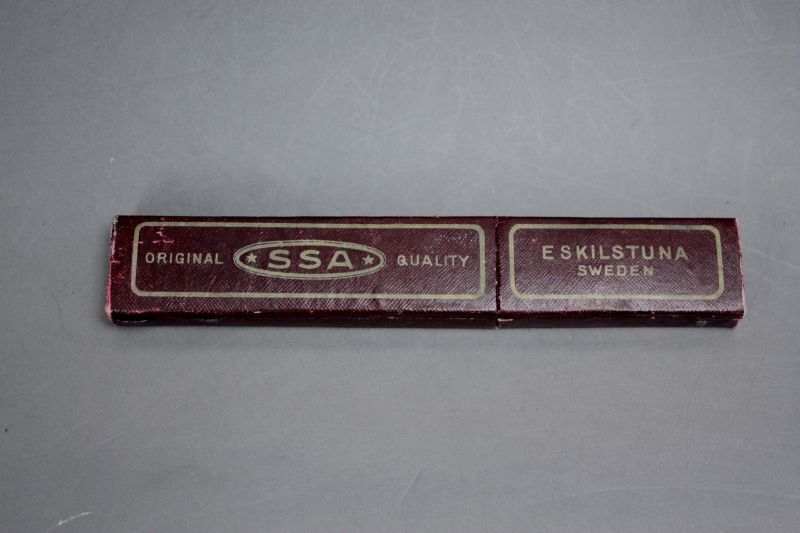 ORIGINAL ★ SSA ★ QUALITY
ESKILSTUNA
SWEDEN